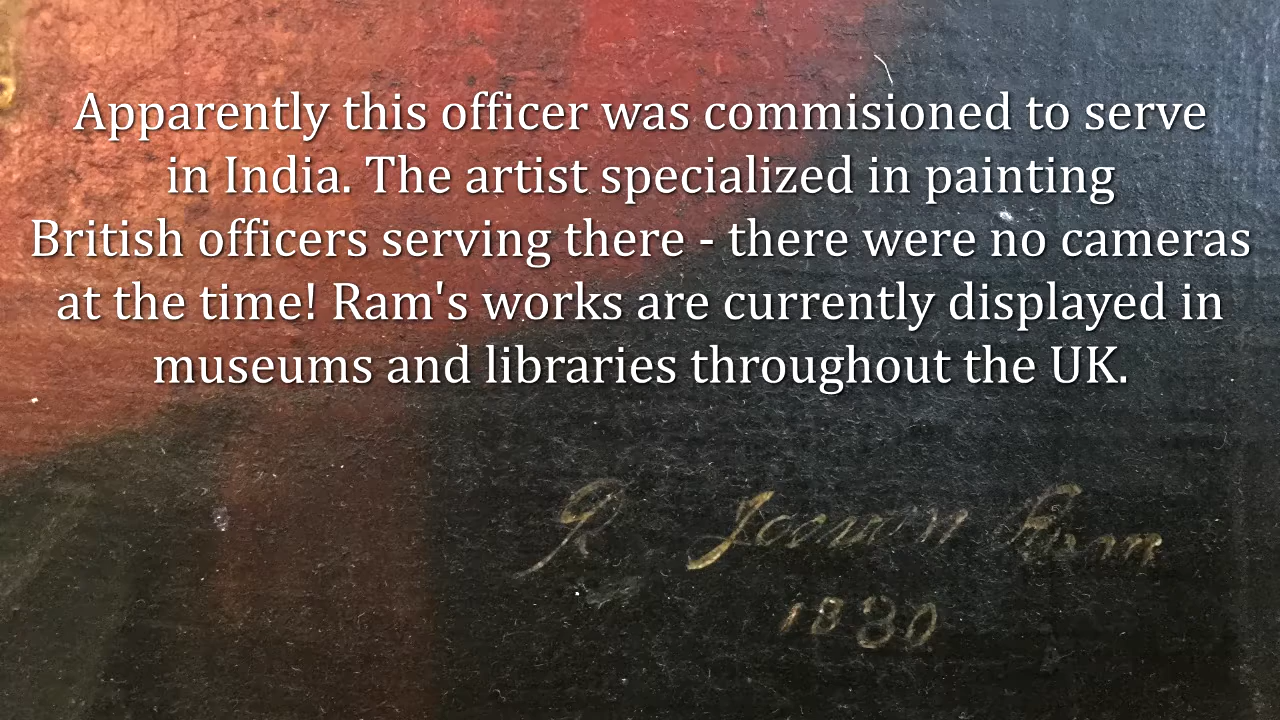 Apparently this officer was commisioned to serve
in India. The artist specialized in painting
British officers serving there - there were no cameras
at the time! Ram's works are currently displayed in
museums and libraries throughout the UK.
Ram
1830